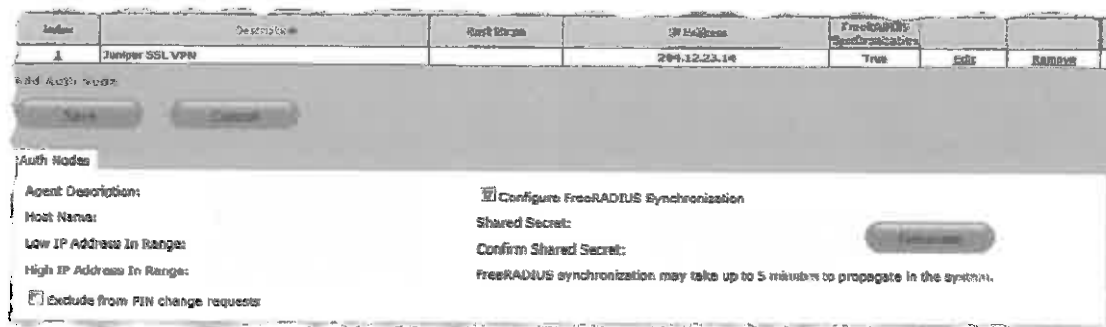 Index Description Host Name IP Address FreeRADIUS Synchronization
1 Juniper SSL VPN 204.12.23.14 True Edit Remove
Add Auth Node
Save Cancel
Auth Nodes
Agent Description:
Configure FreeRADIUS Synchronization
Host Name:
Shared Secret:
Low IP Address In Range:
Confirm Shared Secret:
High IP Address In Range:
FreeRADIUS synchronization may take up to 5 minutes to propagate in the system.
Exclude from PIN change requests